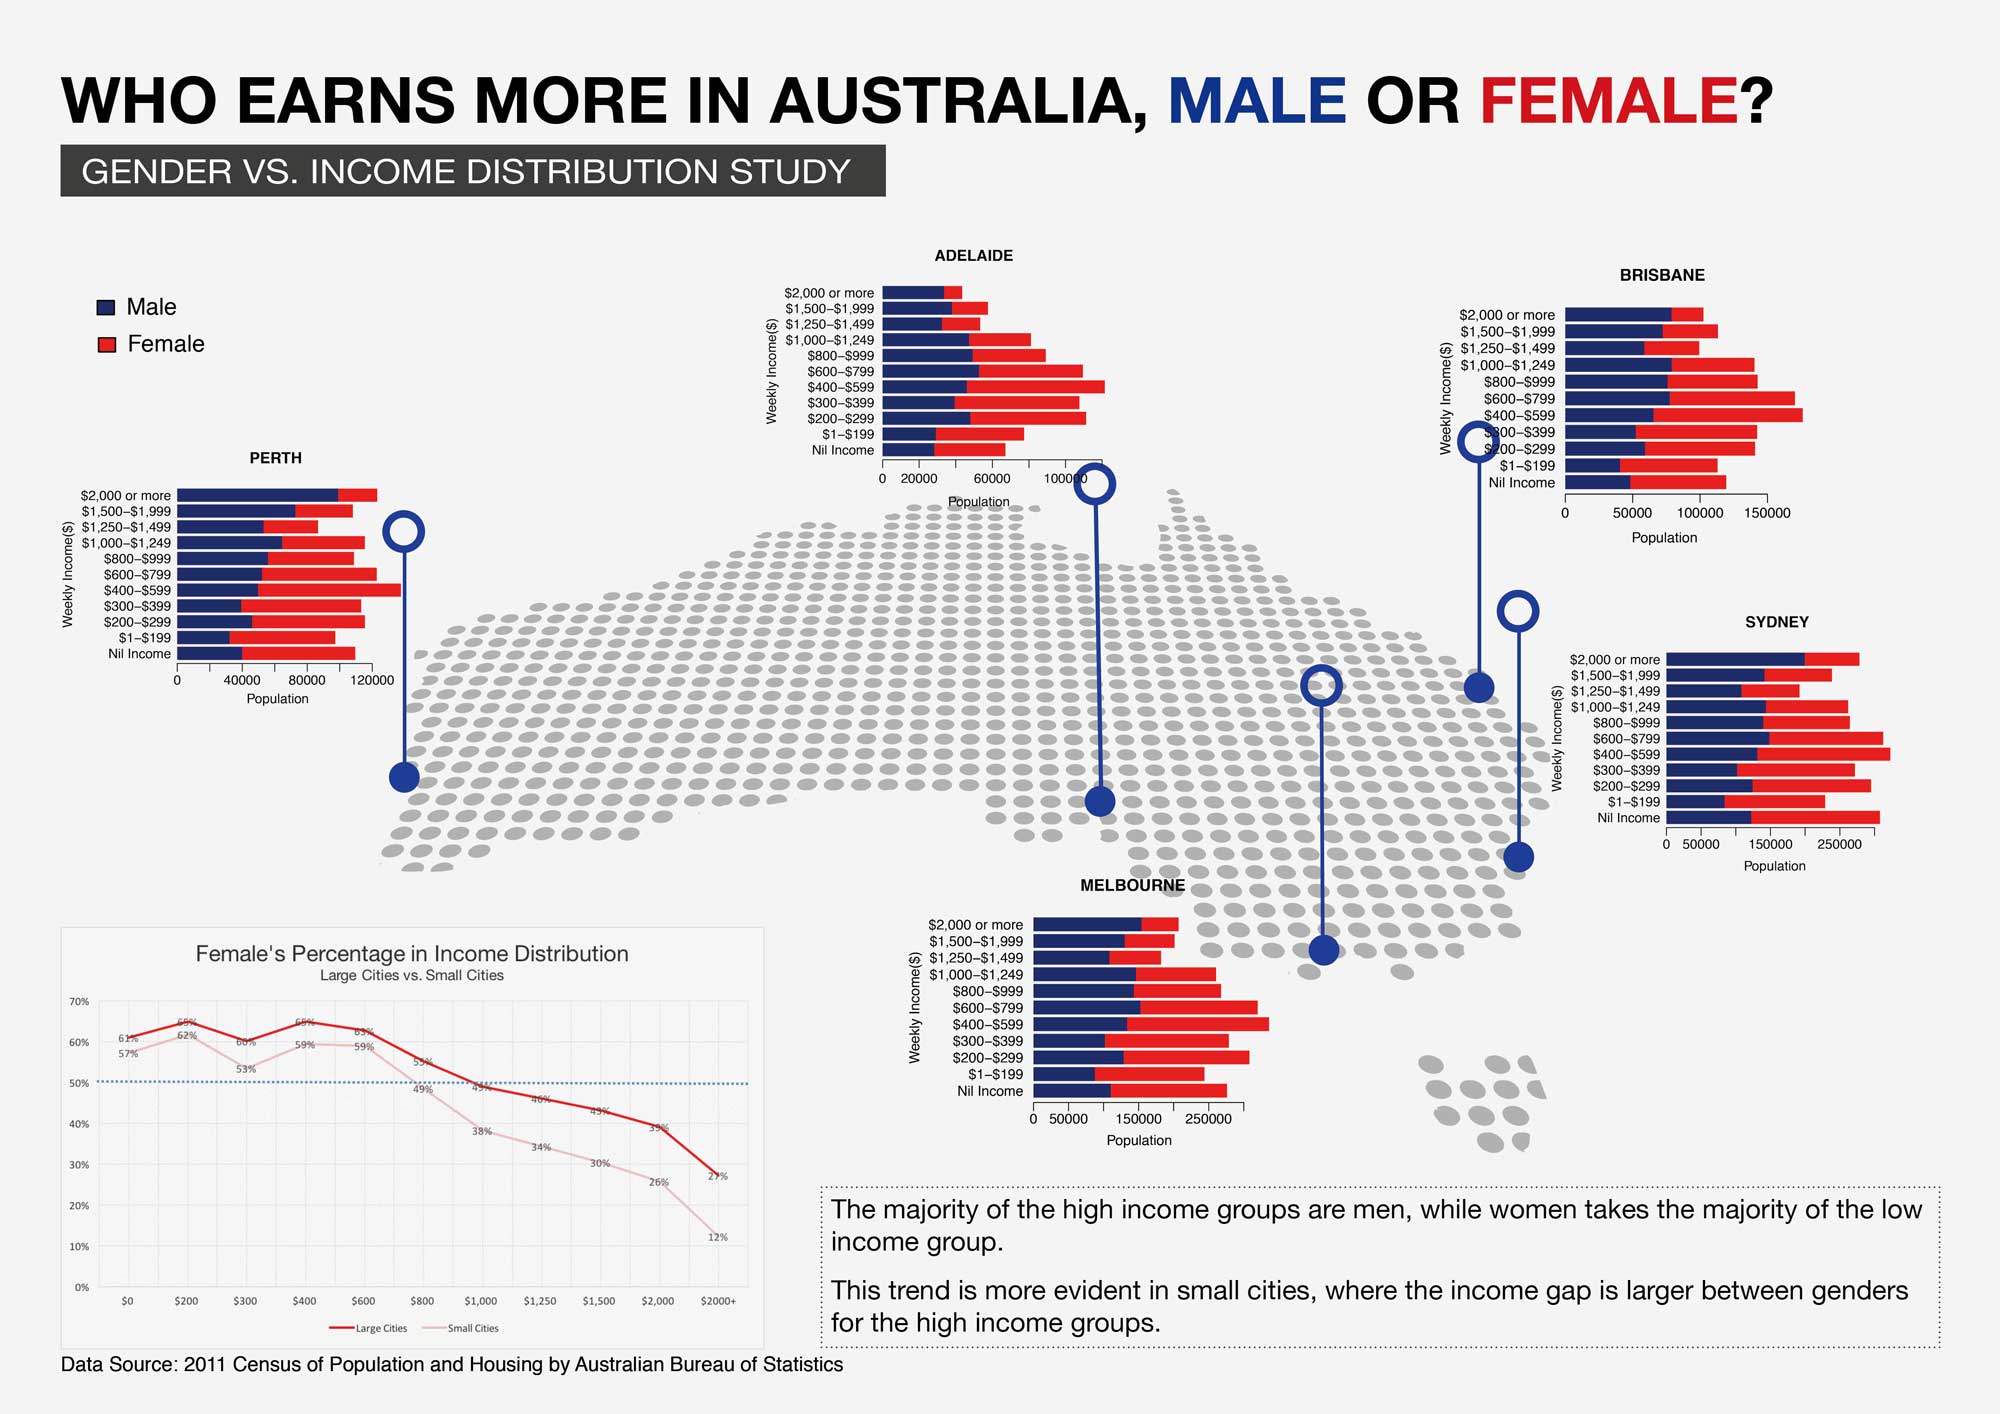 WHO EARNS MORE IN AUSTRALIA, MALE OR FEMALE?
GENDER VS. INCOME DISTRIBUTION STUDY
Male
Female
ADELAIDE
Weekly Income($)
$2,000 or more
$1,500–$1,999
$1,250–$1,499
$1,000–$1,249
$800–$999
$600–$799
$400–$599
$300–$399
$200–$299
$1–$199
Nil Income
0 20000 60000 100000
Population
BRISBANE
Weekly Income($)
$2,000 or more
$1,500–$1,999
$1,250–$1,499
$1,000–$1,249
$800–$999
$600–$799
$400–$599
$300–$399
$200–$299
$1–$199
Nil Income
0 50000 100000 150000
Population
PERTH
Weekly Income($)
$2,000 or more
$1,500–$1,999
$1,250–$1,499
$1,000–$1,249
$800–$999
$600–$799
$400–$599
$300–$399
$200–$299
$1–$199
Nil Income
0 40000 80000 120000
Population
SYDNEY
Weekly Income($)
$2,000 or more
$1,500–$1,999
$1,250–$1,499
$1,000–$1,249
$800–$999
$600–$799
$400–$599
$300–$399
$200–$299
$1–$199
Nil Income
0 50000 150000 250000
Population
MELBOURNE
Weekly Income($)
$2,000 or more
$1,500–$1,999
$1,250–$1,499
$1,000–$1,249
$800–$999
$600–$799
$400–$599
$300–$399
$200–$299
$1–$199
Nil Income
0 50000 150000 250000
Population
Female's Percentage in Income Distribution
Large Cities vs. Small Cities
70%
60%
50%
40%
30%
20%
10%
0%
61% 65% 60% 65% 63% 55% 49% 46% 43% 39% 27%
57% 62% 53% 59% 59% 49% 38% 34% 30% 26% 12%
$0 $200 $300 $400 $600 $800 $1,000 $1,250 $1,500 $2,000 $2000+
Large Cities Small Cities
The majority of the high income groups are men, while women takes the majority of the low
income group.
This trend is more evident in small cities, where the income gap is larger between genders
for the high income groups.
Data Source: 2011 Census of Population and Housing by Australian Bureau of Statistics